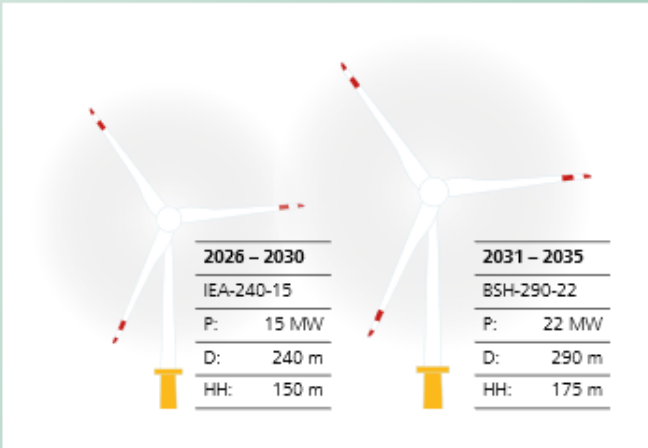 2026 – 2030
IEA-240-15
P: 15 MW
D: 240 m
HH: 150 m
2031 – 2035
BSH-290-22
P: 22 MW
D: 290 m
HH: 175 m